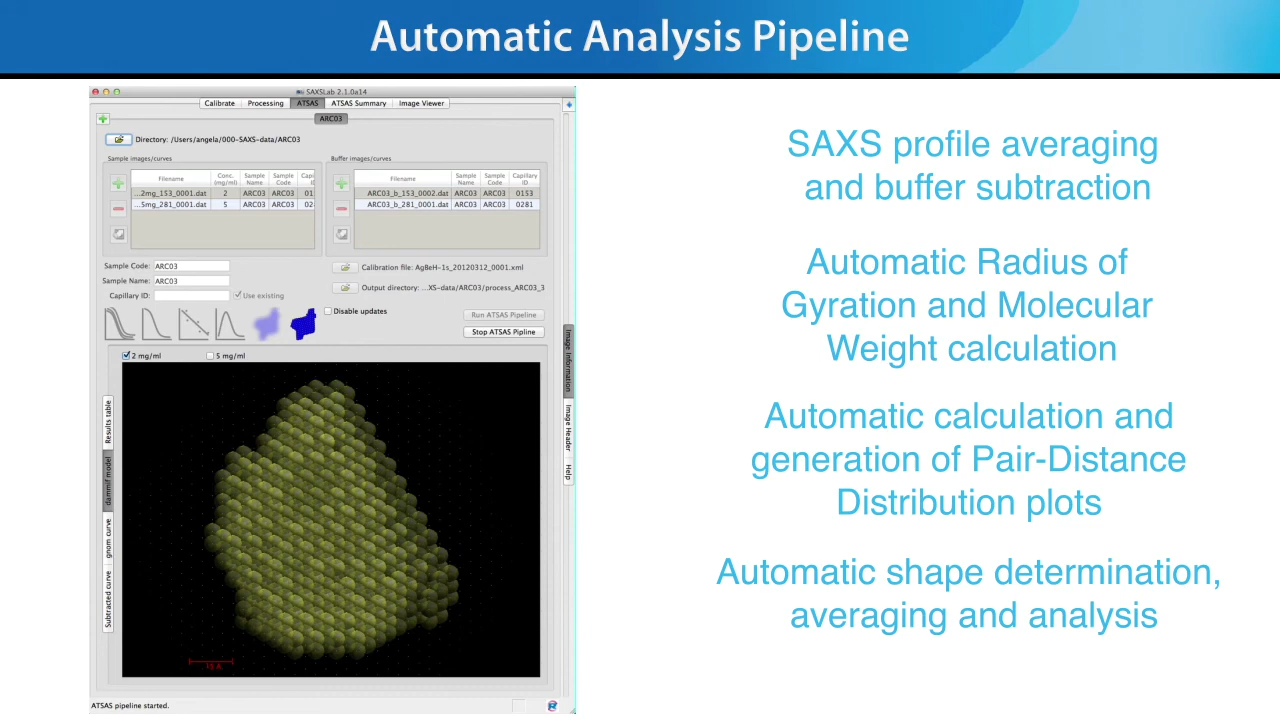 Automatic Analysis Pipeline
SAXSLab 2.1.0a14
Calibrate Processing ATSAS ATSAS Summary Image Viewer
ARC03
Directory: /Users/angela/000-SAXS-data/ARC03
Sample images/curves
Filename Conc. (mg/ml) Sample Name Sample Code Capil ID
...2mg_153_0001.dat 2 ARC03 ARC03 01
...5mg_281_0001.dat 5 ARC03 ARC03 02
Buffer images/curves
Filename Sample Name Sample Code Capillary ID
ARC03_b_153_0002.dat ARC03 ARC03 0153
ARC03_b_281_0001.dat ARC03 ARC03 0281
Sample Code: ARC03
Sample Name: ARC03
Capillary ID: Use existing
Calibration file: AgBeH-1s_20120312_0001.xml
Output directory: ...XS-data/ARC03/process_ARC03_3
Disable updates
Run ATSAS Pipeline
Stop ATSAS Pipline
2 mg/ml 5 mg/ml
Results table
dammif model
gnom curve
Subtracted curve
Image Information
Image Header
Help
ATSAS pipeline started.
SAXS profile averaging
and buffer subtraction
Automatic Radius of
Gyration and Molecular
Weight calculation
Automatic calculation and
generation of Pair-Distance
Distribution plots
Automatic shape determination,
averaging and analysis